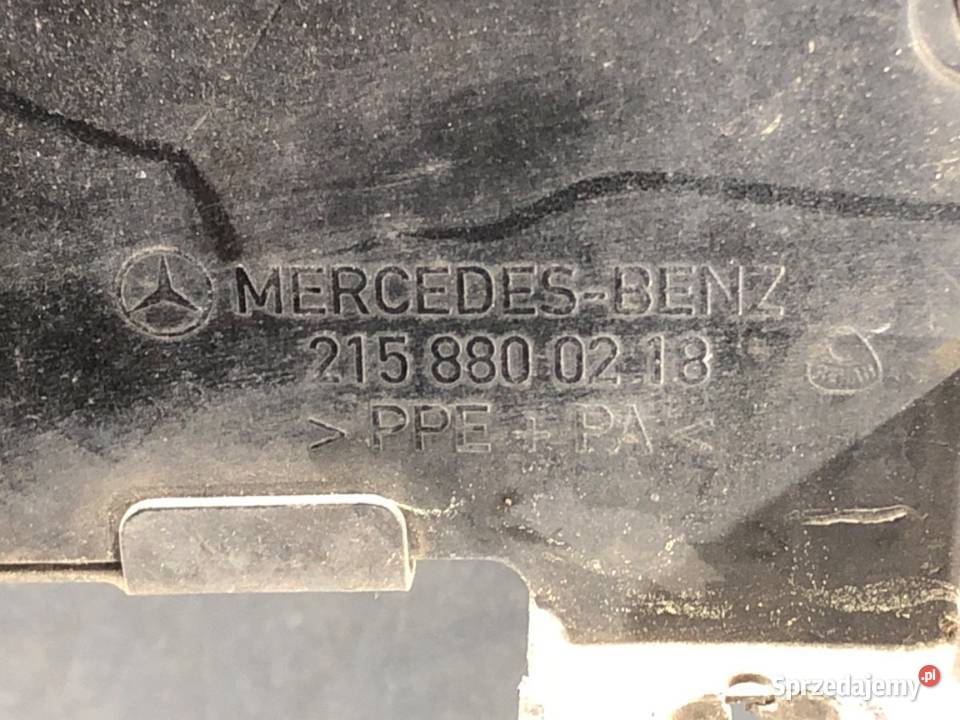 MERCEDES-BENZ
215 880 02 18
> PPE + PA <
Sprzedajemy.pl